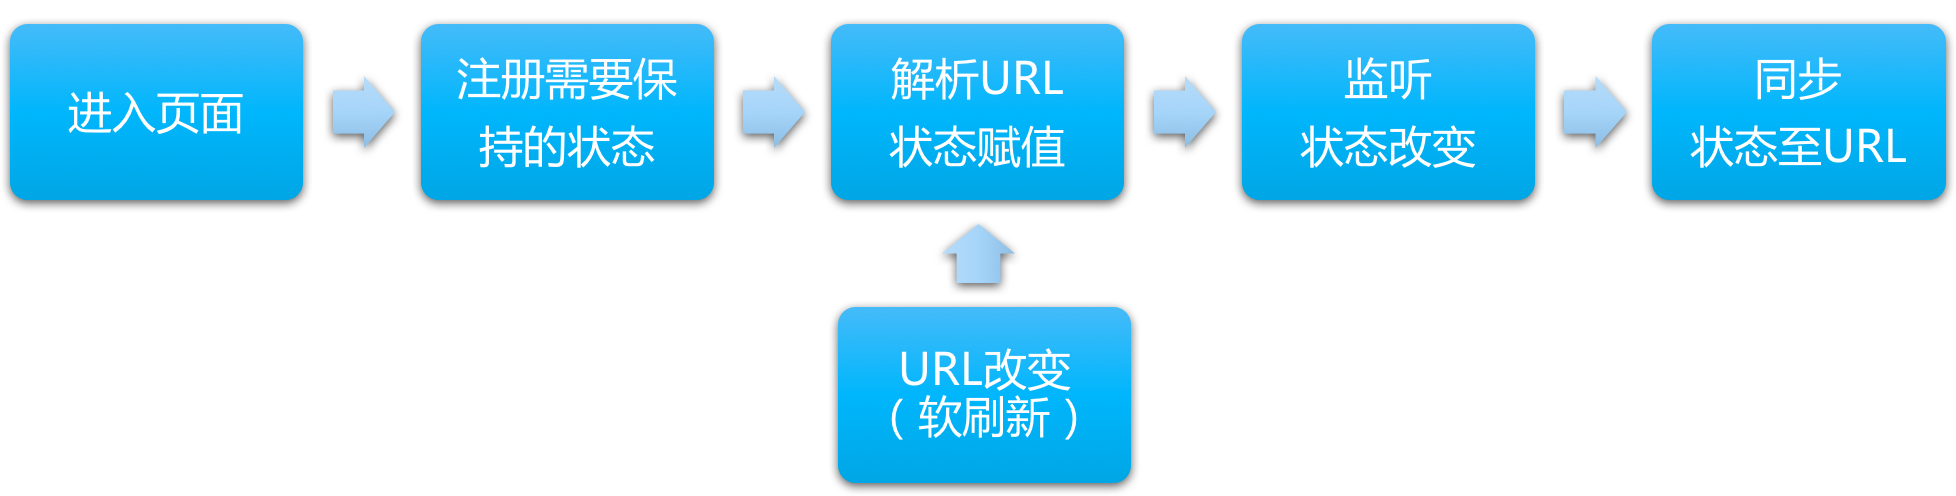 进入页面
注册需要保
持的状态
解析URL
状态赋值
监听
状态改变
同步
状态至URL
URL改变
（软刷新）